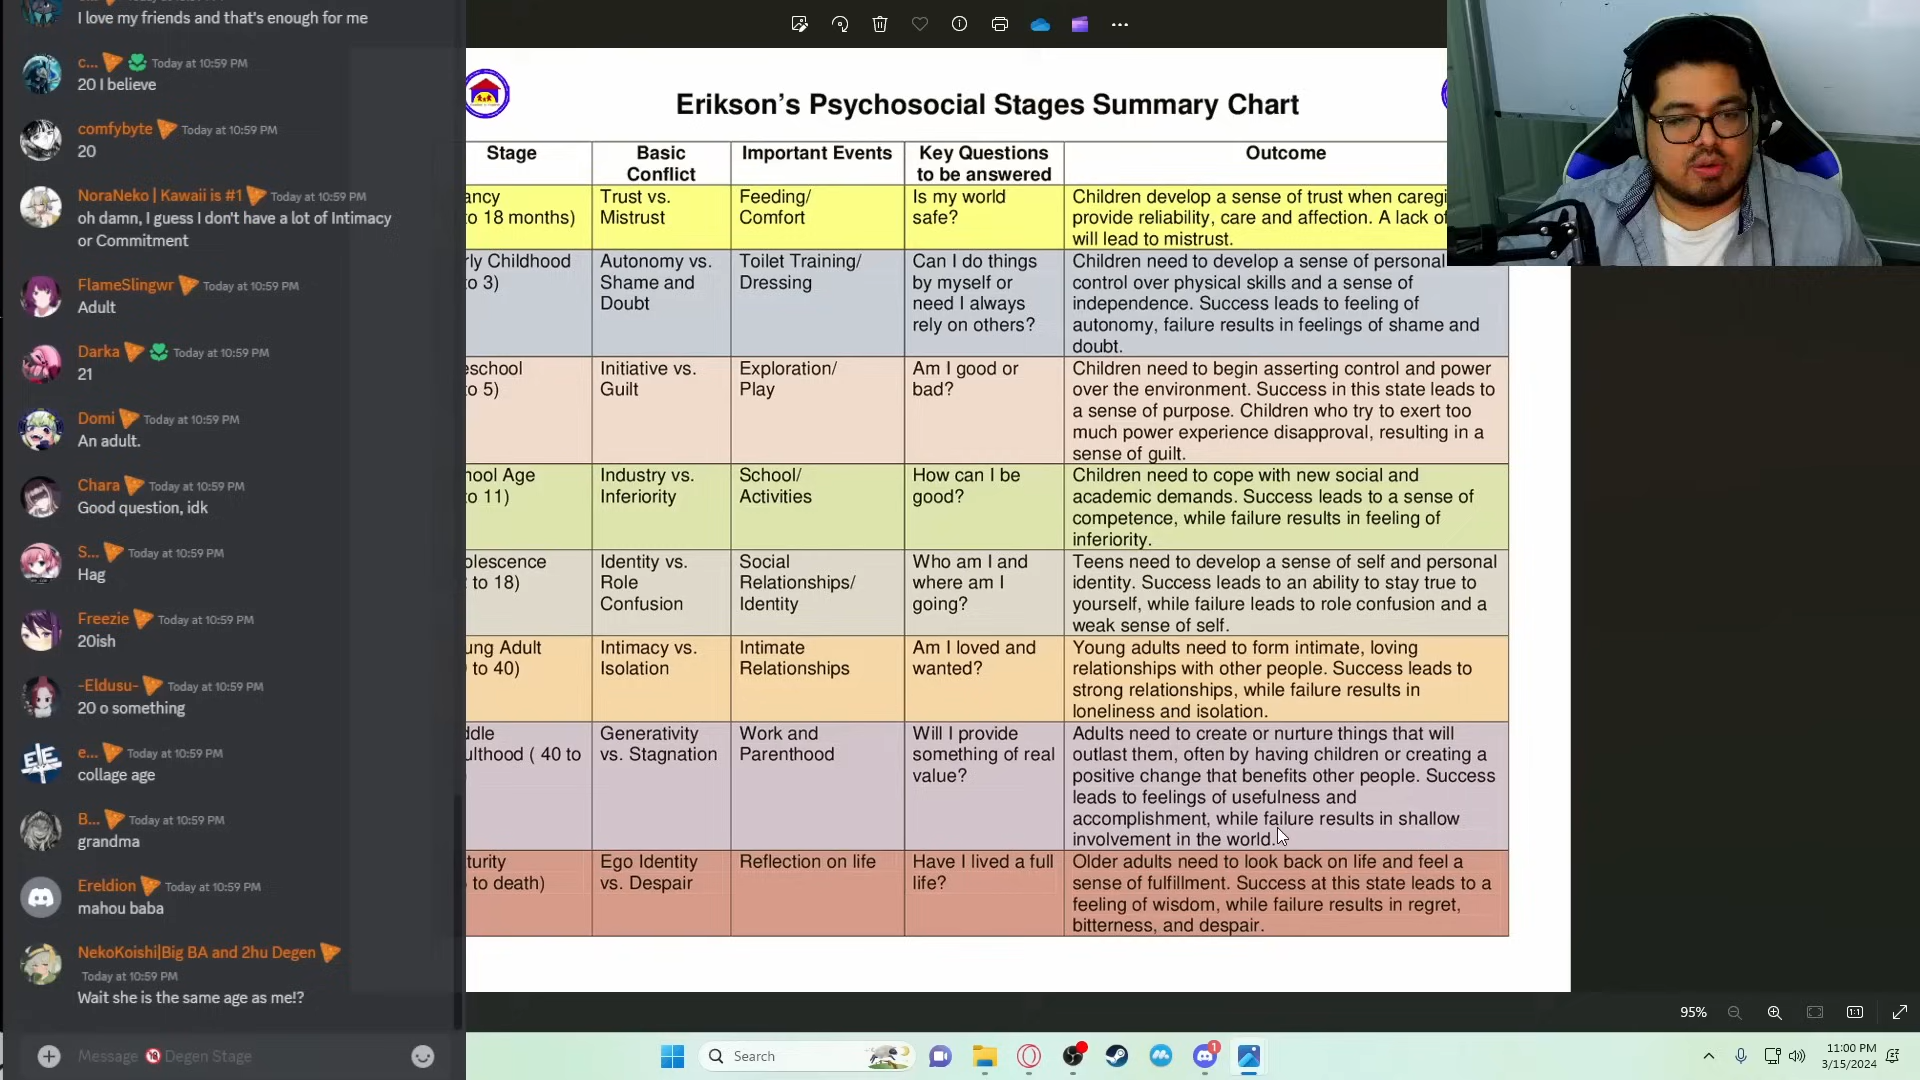 I love my friends and that's enough for me
c... Today at 10:59 PM
20 I believe
comfybyte Today at 10:59 PM
20
NoraNeko | Kawaii is #1 Today at 10:59 PM
oh damn, I guess I don't have a lot of Intimacy
or Commitment
FlameSlingwr Today at 10:59 PM
Adult
Darka Today at 10:59 PM
21
Domi Today at 10:59 PM
An adult.
Chara Today at 10:59 PM
Good question, idk
S... Today at 10:59 PM
Hag
Freezie Today at 10:59 PM
20ish
-Eldusu- Today at 10:59 PM
20 o something
e... Today at 10:59 PM
collage age
B... Today at 10:59 PM
grandma
Ereldion Today at 10:59 PM
mahou baba
NekoKoishi|Big BA and 2hu Degen
Today at 10:59 PM
Wait she is the same age as me!?
Message 🔞 Degen Stage
Erikson's Psychosocial Stages Summary Chart
Stage
Basic
Conflict
Important Events
Key Questions
to be answered
Outcome
ancy
to 18 months)
Trust vs.
Mistrust
Feeding/
Comfort
Is my world
safe?
Children develop a sense of trust when caregi
provide reliability, care and affection. A lack of
will lead to mistrust.
rly Childhood
to 3)
Autonomy vs.
Shame and
Doubt
Toilet Training/
Dressing
Can I do things
by myself or
need I always
rely on others?
Children need to develop a sense of personal
control over physical skills and a sense of
independence. Success leads to feeling of
autonomy, failure results in feelings of shame and
doubt.
eschool
to 5)
Initiative vs.
Guilt
Exploration/
Play
Am I good or
bad?
Children need to begin asserting control and power
over the environment. Success in this state leads to
a sense of purpose. Children who try to exert too
much power experience disapproval, resulting in a
sense of guilt.
hool Age
to 11)
Industry vs.
Inferiority
School/
Activities
How can I be
good?
Children need to cope with new social and
academic demands. Success leads to a sense of
competence, while failure results in feeling of
inferiority.
olescence
2 to 18)
Identity vs.
Role
Confusion
Social
Relationships/
Identity
Who am I and
where am I
going?
Teens need to develop a sense of self and personal
identity. Success leads to an ability to stay true to
yourself, while failure leads to role confusion and a
weak sense of self.
ung Adult
to 40)
Intimacy vs.
Isolation
Intimate
Relationships
Am I loved and
wanted?
Young adults need to form intimate, loving
relationships with other people. Success leads to
strong relationships, while failure results in
loneliness and isolation.
ddle
ulthood ( 40 to
Generativity
vs. Stagnation
Work and
Parenthood
Will I provide
something of real
value?
Adults need to create or nurture things that will
outlast them, often by having children or creating a
positive change that benefits other people. Success
leads to feelings of usefulness and
accomplishment, while failure results in shallow
involvement in the world.
turity
to death)
Ego Identity
vs. Despair
Reflection on life
Have I lived a full
life?
Older adults need to look back on life and feel a
sense of fulfillment. Success at this state leads to a
feeling of wisdom, while failure results in regret,
bitterness, and despair.
95%
1:1
Search
1
11:00 PM
3/15/2024